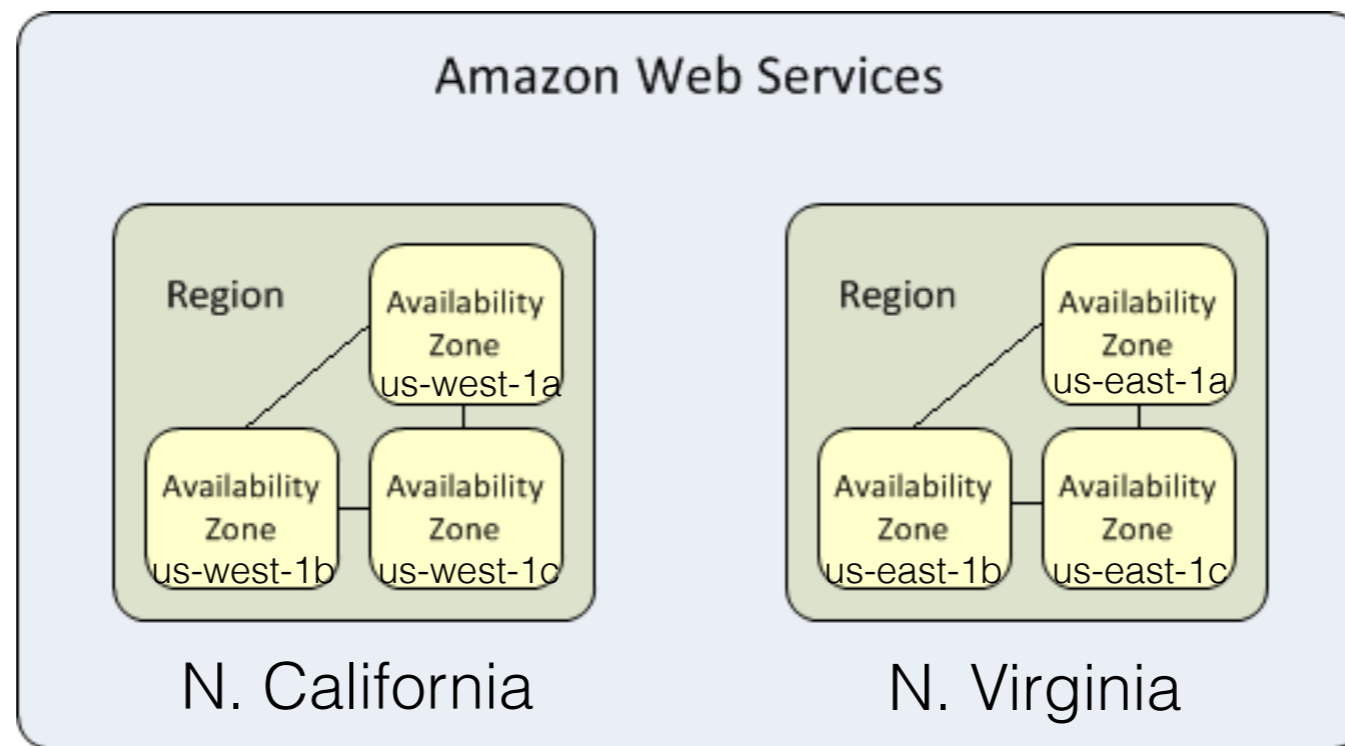 Amazon Web Services
Region
Availability
Zone
us-west-1a
Availability
Zone
us-west-1b
Availability
Zone
us-west-1c
N. California
Region
Availability
Zone
us-east-1a
Availability
Zone
us-east-1b
Availability
Zone
us-east-1c
N. Virginia